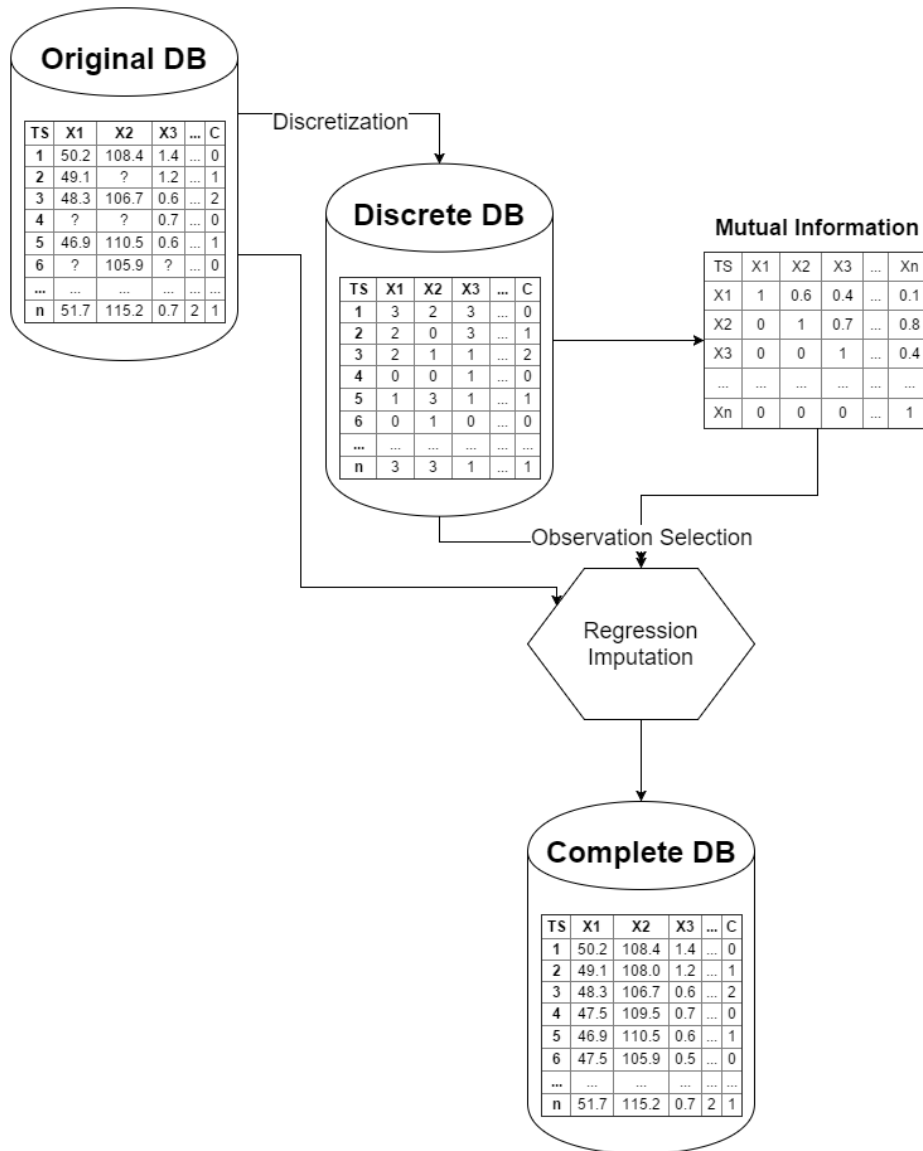 Original DB
TS X1 X2 X3 ... C
1 50.2 108.4 1.4 ... 0
2 49.1 ? 1.2 ... 1
3 48.3 106.7 0.6 ... 2
4 ? ? 0.7 ... 0
5 46.9 110.5 0.6 ... 1
6 ? 105.9 ? ... 0
... ... ... ... ... ...
n 51.7 115.2 0.7 2 1
Discretization
Discrete DB
TS X1 X2 X3 ... C
1 3 2 3 ... 0
2 2 0 3 ... 1
3 2 1 1 ... 2
4 0 0 1 ... 0
5 1 3 1 ... 1
6 0 1 0 ... 0
... ... ... ... ... ...
n 3 3 1 ... 1
Mutual Information
TS X1 X2 X3 ... Xn
X1 1 0.6 0.4 ... 0.1
X2 0 1 0.7 ... 0.8
X3 0 0 1 ... 0.4
... ... ... ... ... ...
Xn 0 0 0 ... 1
Observation Selection
Regression
Imputation
Complete DB
TS X1 X2 X3 ... C
1 50.2 108.4 1.4 ... 0
2 49.1 108.0 1.2 ... 1
3 48.3 106.7 0.6 ... 2
4 47.5 109.5 0.7 ... 0
5 46.9 110.5 0.6 ... 1
6 47.5 105.9 0.5 ... 0
... ... ... ... ... ...
n 51.7 115.2 0.7 2 1